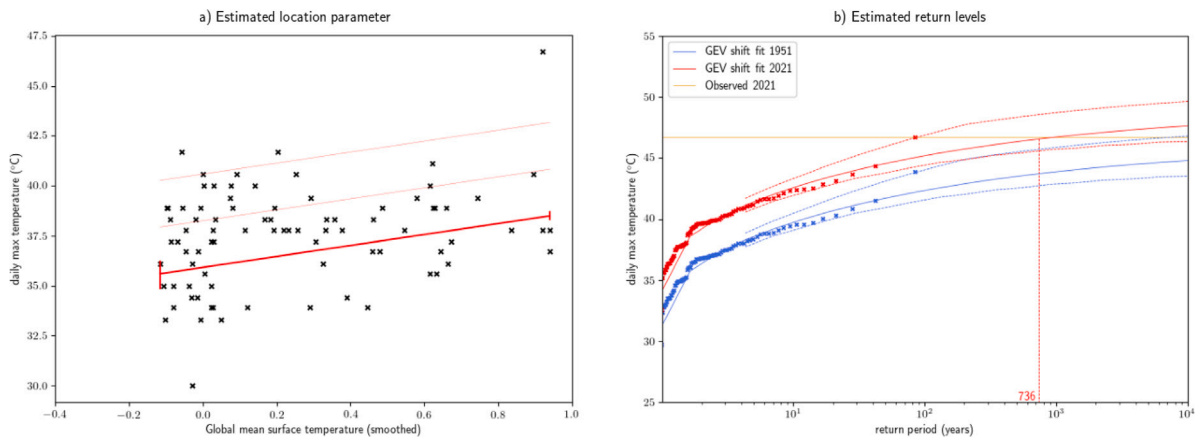 a) Estimated location parameter
47.5
45.0
42.5
40.0
37.5
35.0
32.5
30.0
daily max temperature (°C)
−0.4 −0.2 0.0 0.2 0.4 0.6 0.8 1.0
Global mean surface temperature (smoothed)
b) Estimated return levels
55
50
45
40
35
30
25
daily max temperature (°C)
GEV shift fit 1951
GEV shift fit 2021
Observed 2021
736
10¹ 10² 10³ 10⁴
return period (years)